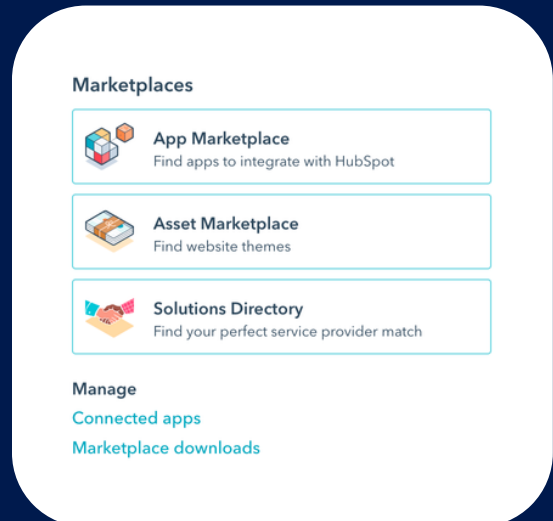 Marketplaces
App Marketplace
Find apps to integrate with HubSpot
Asset Marketplace
Find website themes
Solutions Directory
Find your perfect service provider match
Manage
Connected apps
Marketplace downloads